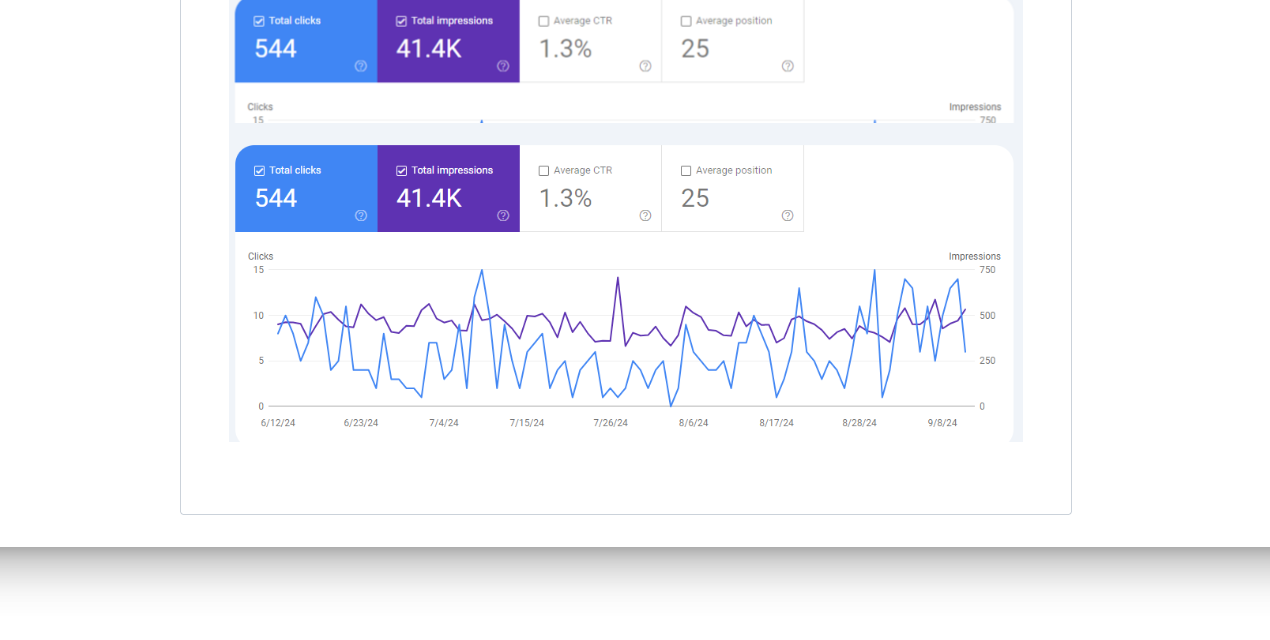 Total clicks Total impressions Average CTR Average position
544 41.4K 1.3% 25
Clicks Impressions
15 750
Total clicks Total impressions Average CTR Average position
544 41.4K 1.3% 25
Clicks Impressions
15 750
10 500
5 250
0 0
6/12/24 6/23/24 7/4/24 7/15/24 7/26/24 8/6/24 8/17/24 8/28/24 9/8/24